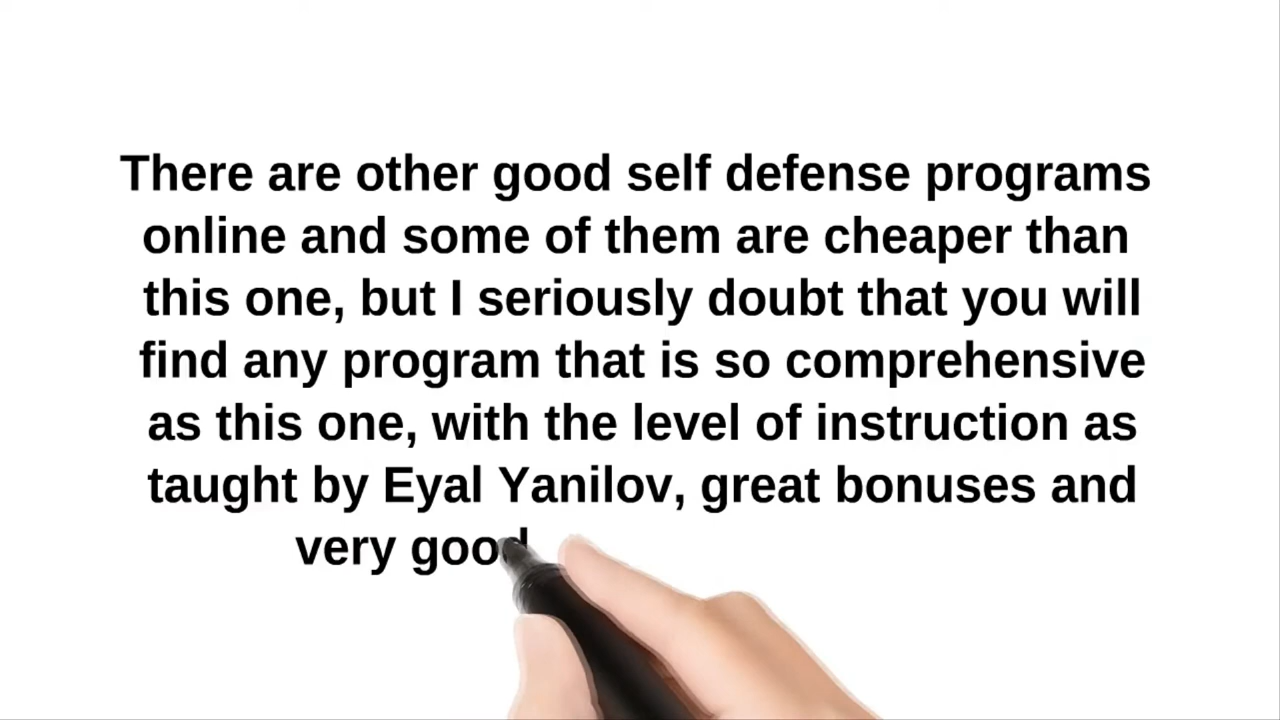 There are other good self defense programs
online and some of them are cheaper than
this one, but I seriously doubt that you will
find any program that is so comprehensive
as this one, with the level of instruction as
taught by Eyal Yanilov, great bonuses and
very good